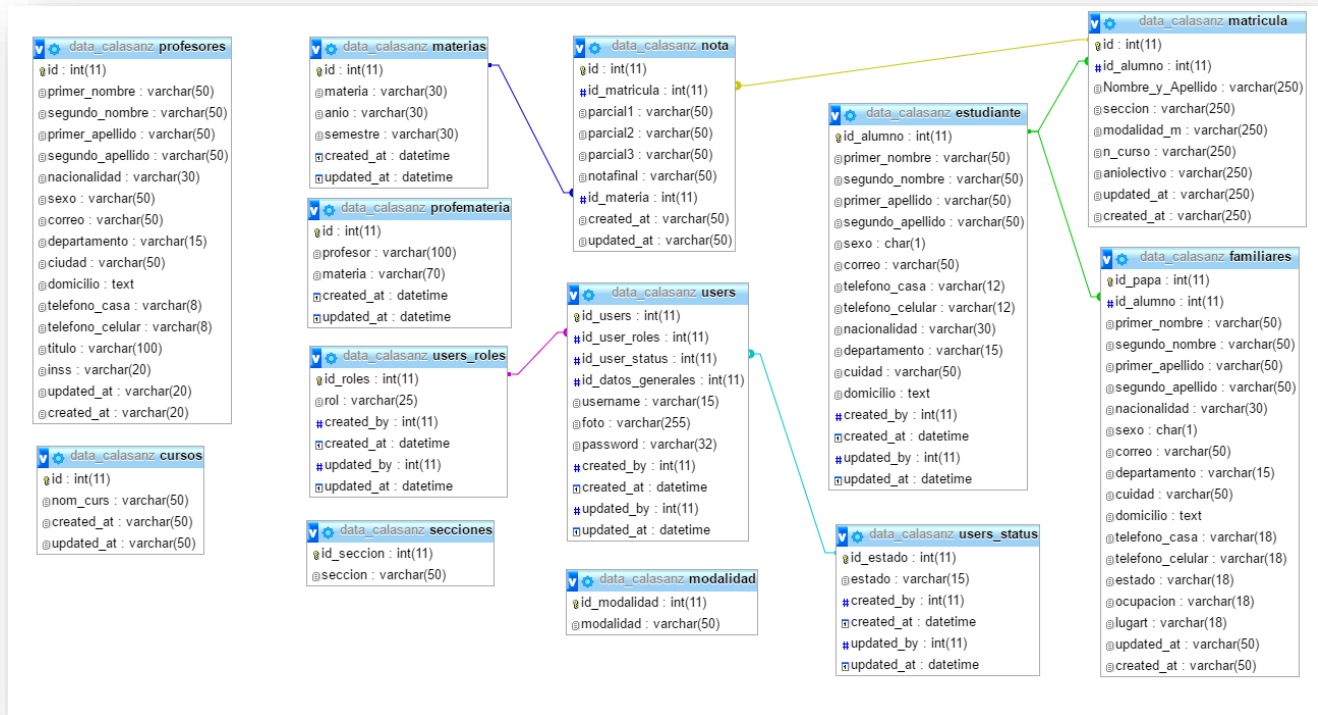 data_calasanz profesores
id : int(11)
primer_nombre : varchar(50)
segundo_nombre : varchar(50)
primer_apellido : varchar(50)
segundo_apellido : varchar(50)
nacionalidad : varchar(30)
sexo : varchar(50)
correo : varchar(50)
departamento : varchar(15)
ciudad : varchar(50)
domicilio : text
telefono_casa : varchar(8)
telefono_celular : varchar(8)
titulo : varchar(100)
inss : varchar(20)
updated_at : varchar(20)
created_at : varchar(20)
data_calasanz cursos
id : int(11)
nom_curs : varchar(50)
created_at : varchar(50)
updated_at : varchar(50)
data_calasanz materias
id : int(11)
materia : varchar(30)
anio : varchar(30)
semestre : varchar(30)
created_at : datetime
updated_at : datetime
data_calasanz profemateria
id : int(11)
profesor : varchar(100)
materia : varchar(70)
created_at : datetime
updated_at : datetime
data_calasanz users_roles
id_roles : int(11)
rol : varchar(25)
created_by : int(11)
created_at : datetime
updated_by : int(11)
updated_at : datetime
data_calasanz secciones
id_seccion : int(11)
seccion : varchar(50)
data_calasanz nota
id : int(11)
id_matricula : int(11)
parcial1 : varchar(50)
parcial2 : varchar(50)
parcial3 : varchar(50)
notafinal : varchar(50)
id_materia : int(11)
created_at : varchar(50)
updated_at : varchar(50)
data_calasanz users
id_users : int(11)
id_user_roles : int(11)
id_user_status : int(11)
id_datos_generales : int(11)
username : varchar(15)
foto : varchar(255)
password : varchar(32)
created_by : int(11)
created_at : datetime
updated_by : int(11)
updated_at : datetime
data_calasanz modalidad
id_modalidad : int(11)
modalidad : varchar(50)
data_calasanz estudiante
id_alumno : int(11)
primer_nombre : varchar(50)
segundo_nombre : varchar(50)
primer_apellido : varchar(50)
segundo_apellido : varchar(50)
sexo : char(1)
correo : varchar(50)
telefono_casa : varchar(12)
telefono_celular : varchar(12)
nacionalidad : varchar(30)
departamento : varchar(15)
cuidad : varchar(50)
domicilio : text
created_by : int(11)
created_at : datetime
updated_by : int(11)
updated_at : datetime
data_calasanz users_status
id_estado : int(11)
estado : varchar(15)
created_by : int(11)
created_at : datetime
updated_by : int(11)
updated_at : datetime
data_calasanz matricula
id : int(11)
id_alumno : int(11)
Nombre_y_Apellido : varchar(250)
seccion : varchar(250)
modalidad_m : varchar(250)
n_curso : varchar(250)
aniolectivo : varchar(250)
updated_at : varchar(250)
created_at : varchar(250)
data_calasanz familiares
id_papa : int(11)
id_alumno : int(11)
primer_nombre : varchar(50)
segundo_nombre : varchar(50)
primer_apellido : varchar(50)
segundo_apellido : varchar(50)
nacionalidad : varchar(30)
sexo : char(1)
correo : varchar(50)
departamento : varchar(15)
cuidad : varchar(50)
domicilio : text
telefono_casa : varchar(18)
telefono_celular : varchar(18)
estado : varchar(18)
ocupacion : varchar(18)
lugart : varchar(18)
updated_at : varchar(50)
created_at : varchar(50)